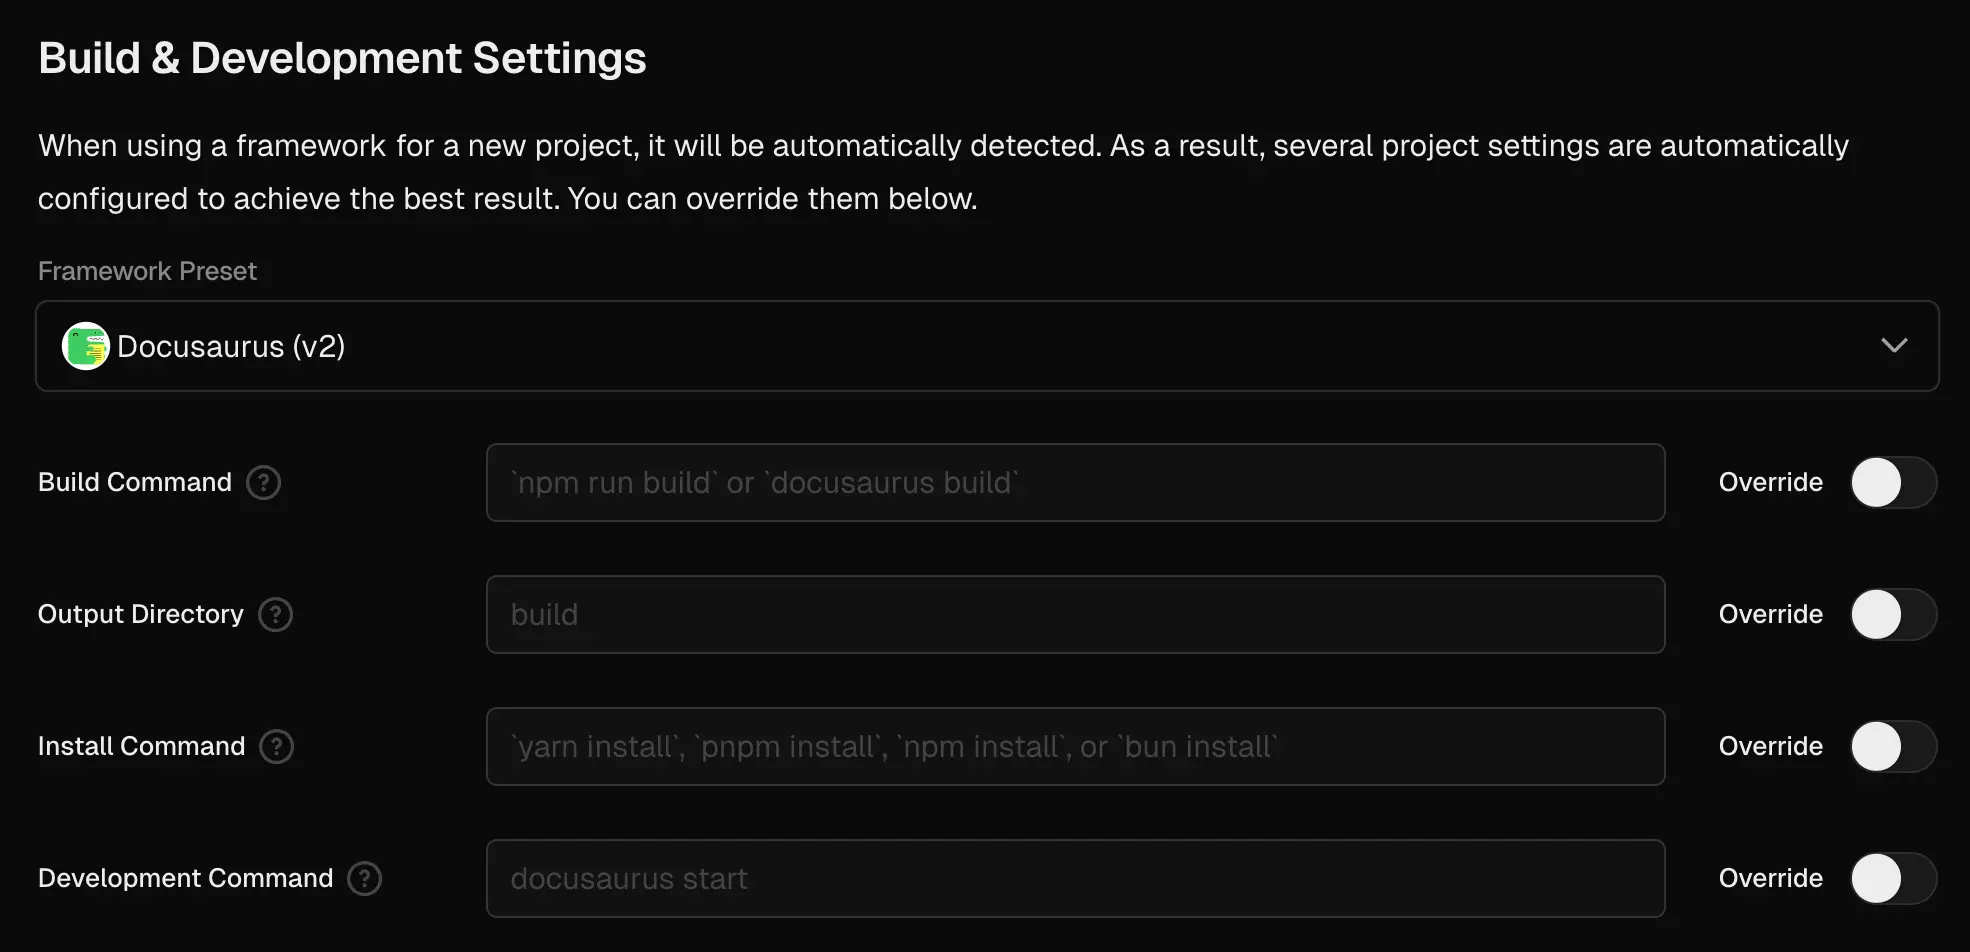 Build & Development Settings
When using a framework for a new project, it will be automatically detected. As a result, several project settings are automatically
configured to achieve the best result. You can override them below.
Framework Preset
Docusaurus (v2)
Build Command ?
`npm run build` or `docusaurus build`
Override
Output Directory ?
build
Override
Install Command ?
`yarn install`, `pnpm install`, `npm install`, or `bun install`
Override
Development Command ?
docusaurus start
Override